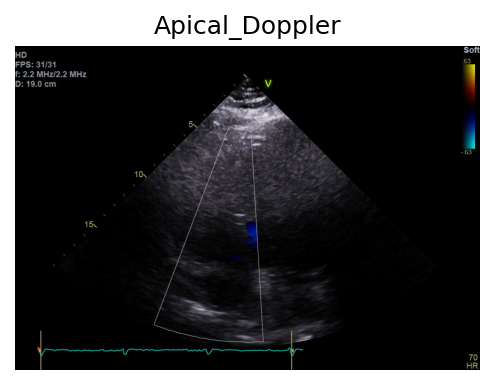 Apical_Doppler
HD
FPS: 31/31
f: 2.2 MHz/2.2 MHz
D: 19.0 cm
Soft
63
-63
V
5
10
15
70
HR